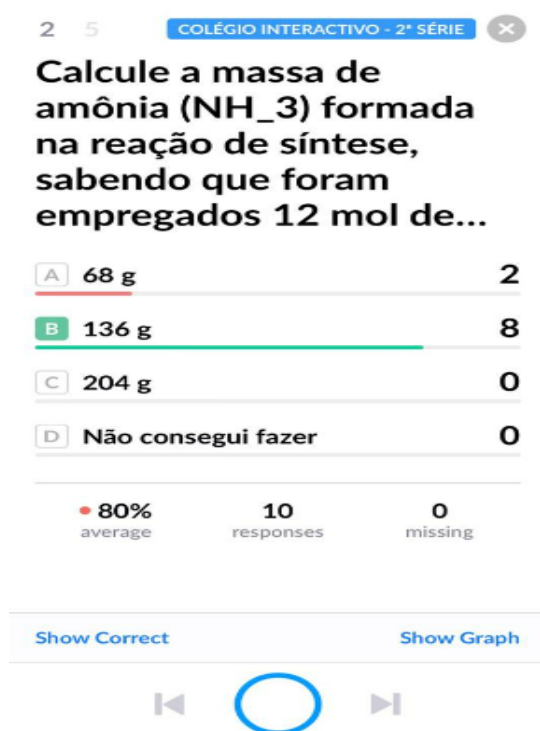 2 5 COLÉGIO INTERACTIVO - 2ª SÉRIE
Calcule a massa de
amônia (NH_3) formada
na reação de síntese,
sabendo que foram
empregados 12 mol de...
A 68 g 2
B 136 g 8
C 204 g 0
D Não consegui fazer 0
80% 10 0
average responses missing
Show Correct Show Graph